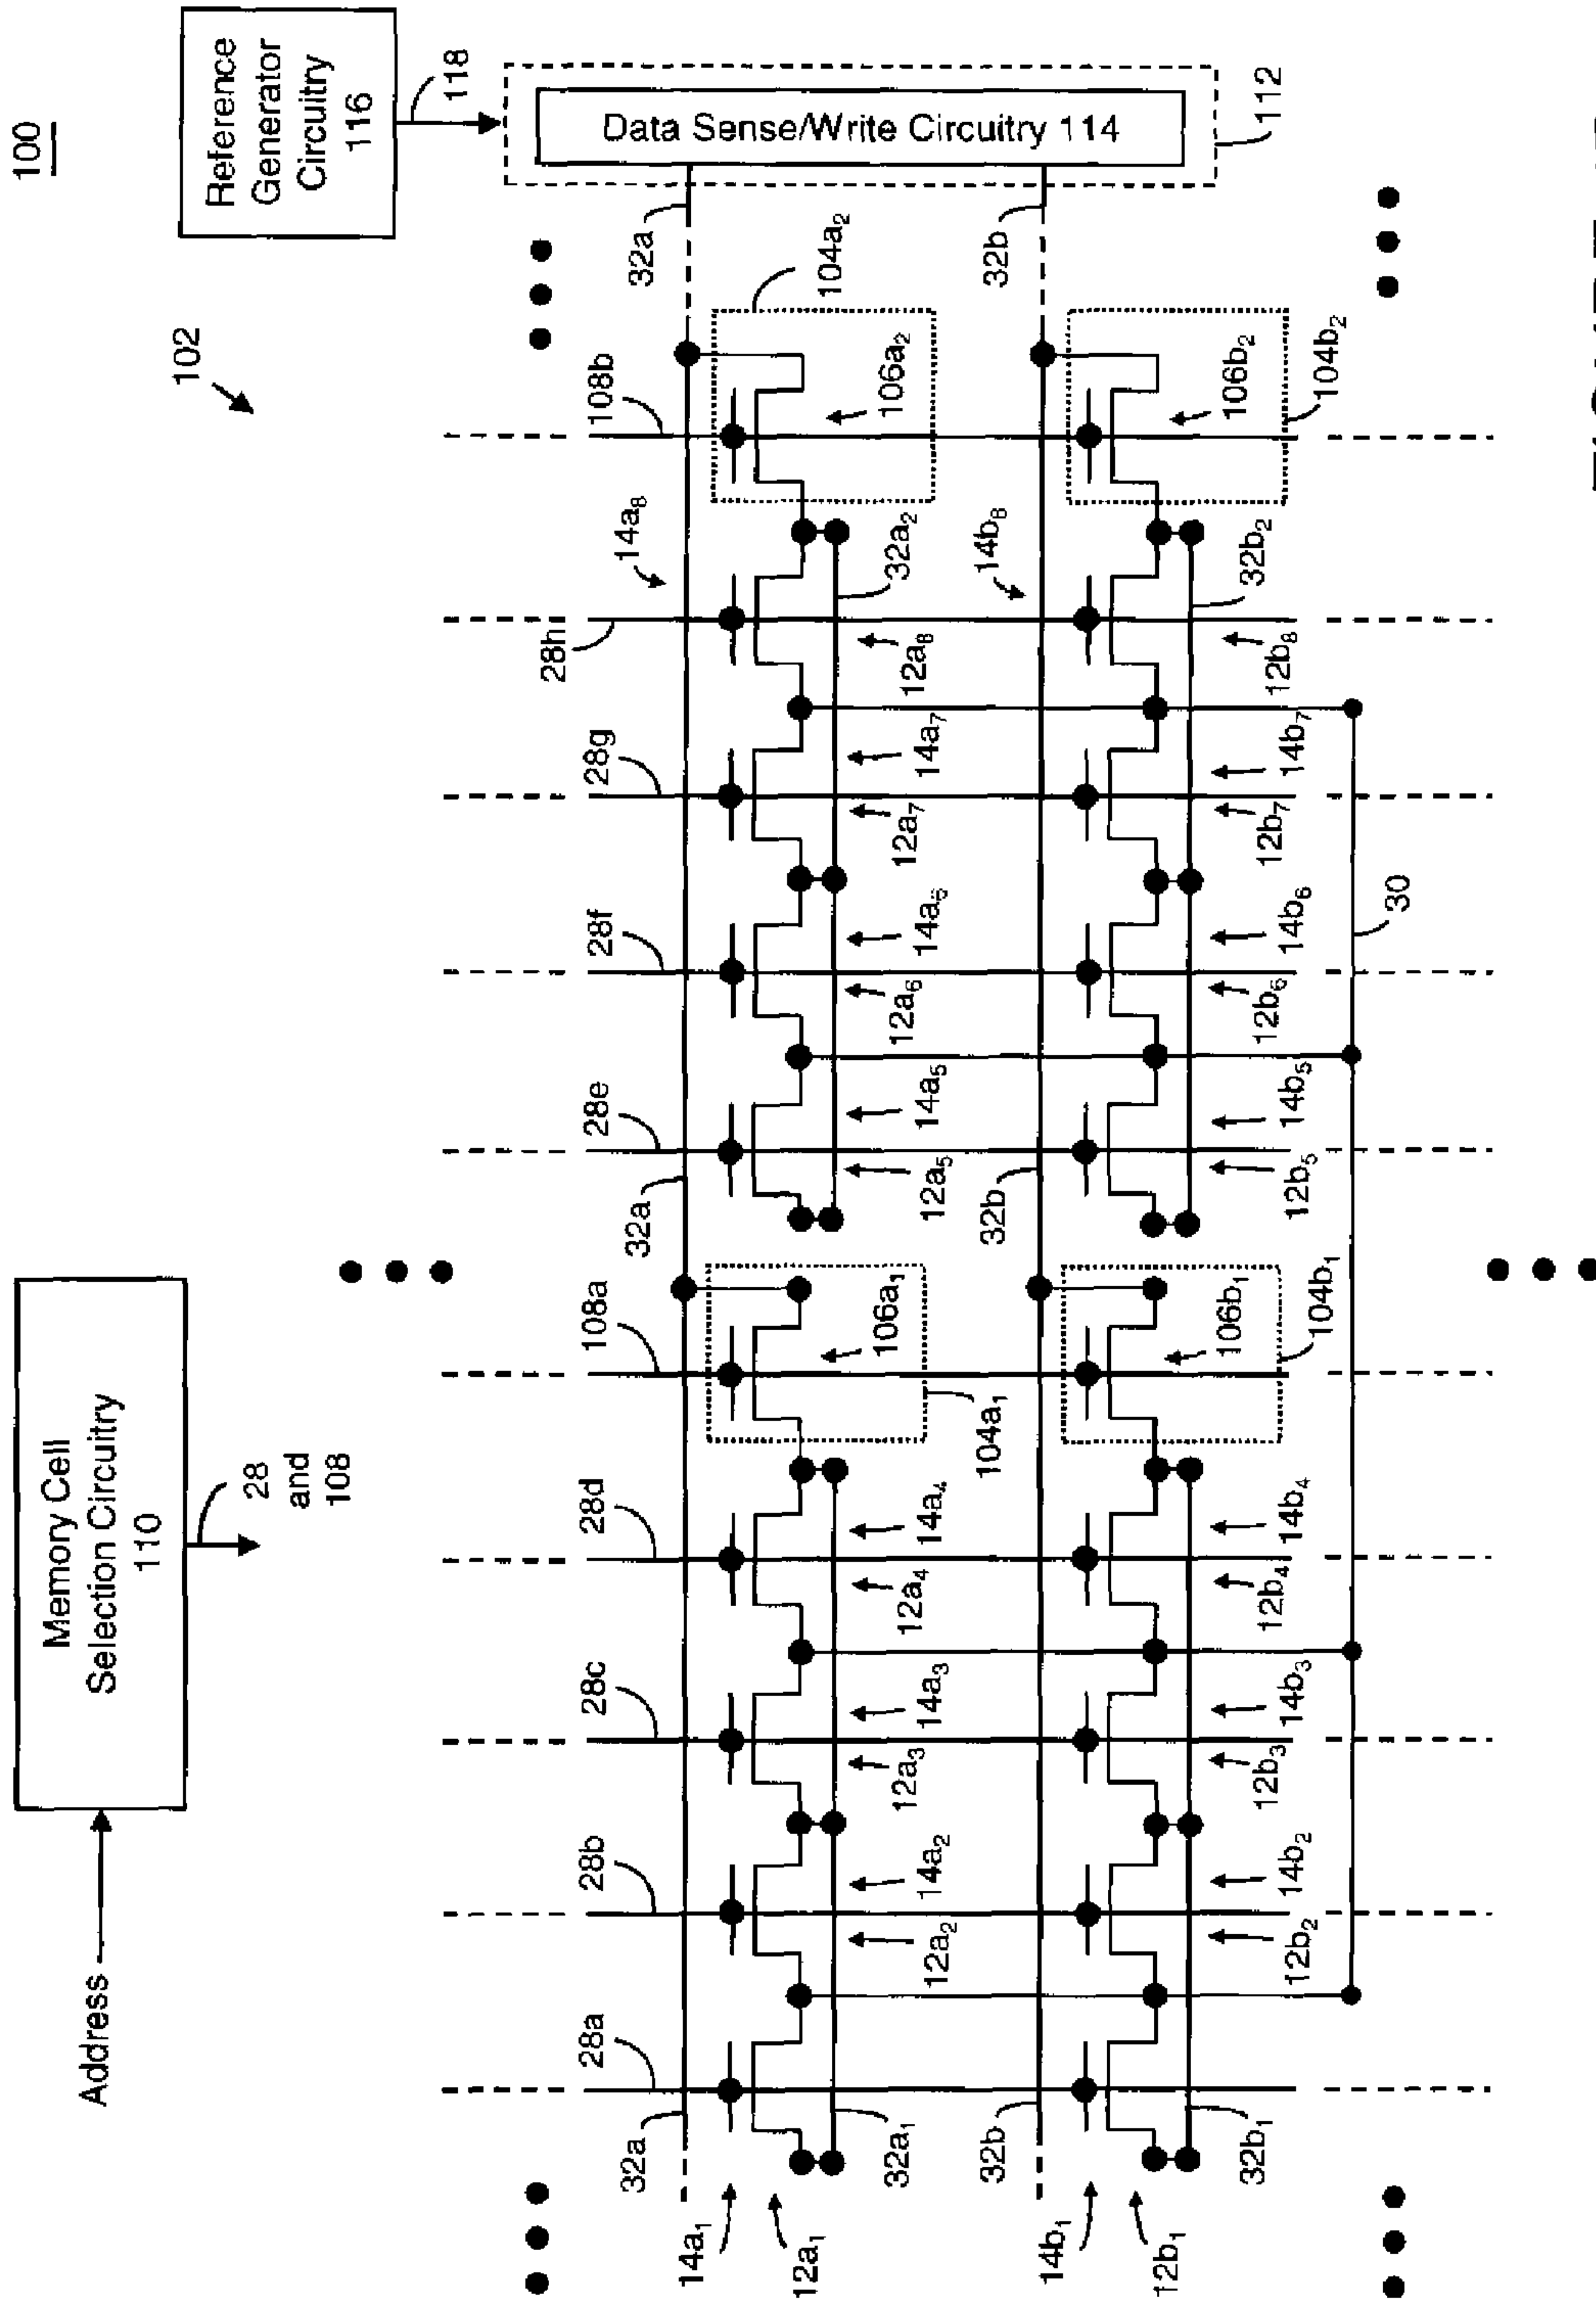 100
Address
Memory Cell
Selection Circuitry
110
28
and
108
102
Reference
Generator
Circuitry
116
118
28a
28b
28c
28d
108a
28e
28f
28g
28h
108b
32a
32a
32a
14a₈
Data Sense/Write Circuitry 114
14a₁
12a₁
32a₁
12a₂
14a₂
12a₃
14a₃
12a₄
14a₄
106a₁
104a₁
12a₅
14a₅
12a₆
14a₆
12a₇
14a₇
12a₈
32a₂
106a₂
104a₂
32b
32b
32b
14b₈
14b₁
12b₁
32b₁
12b₂
14b₂
12b₃
14b₃
12b₄
14b₄
106b₁
104b₁
12b₅
14b₅
12b₆
14b₆
12b₇
14b₇
12b₈
32b₂
106b₂
104b₂
112
30